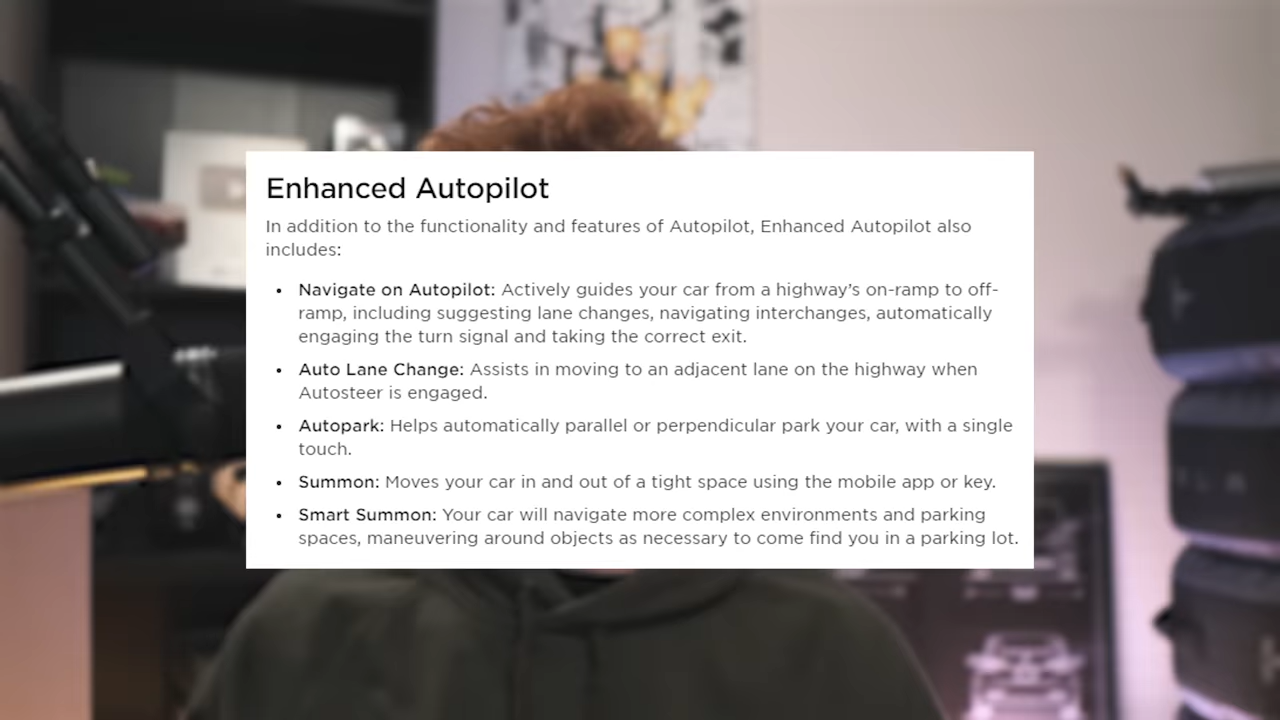 Enhanced Autopilot
In addition to the functionality and features of Autopilot, Enhanced Autopilot also
includes:
• Navigate on Autopilot: Actively guides your car from a highway’s on-ramp to off-
ramp, including suggesting lane changes, navigating interchanges, automatically
engaging the turn signal and taking the correct exit.
• Auto Lane Change: Assists in moving to an adjacent lane on the highway when
Autosteer is engaged.
• Autopark: Helps automatically parallel or perpendicular park your car, with a single
touch.
• Summon: Moves your car in and out of a tight space using the mobile app or key.
• Smart Summon: Your car will navigate more complex environments and parking
spaces, maneuvering around objects as necessary to come find you in a parking lot.